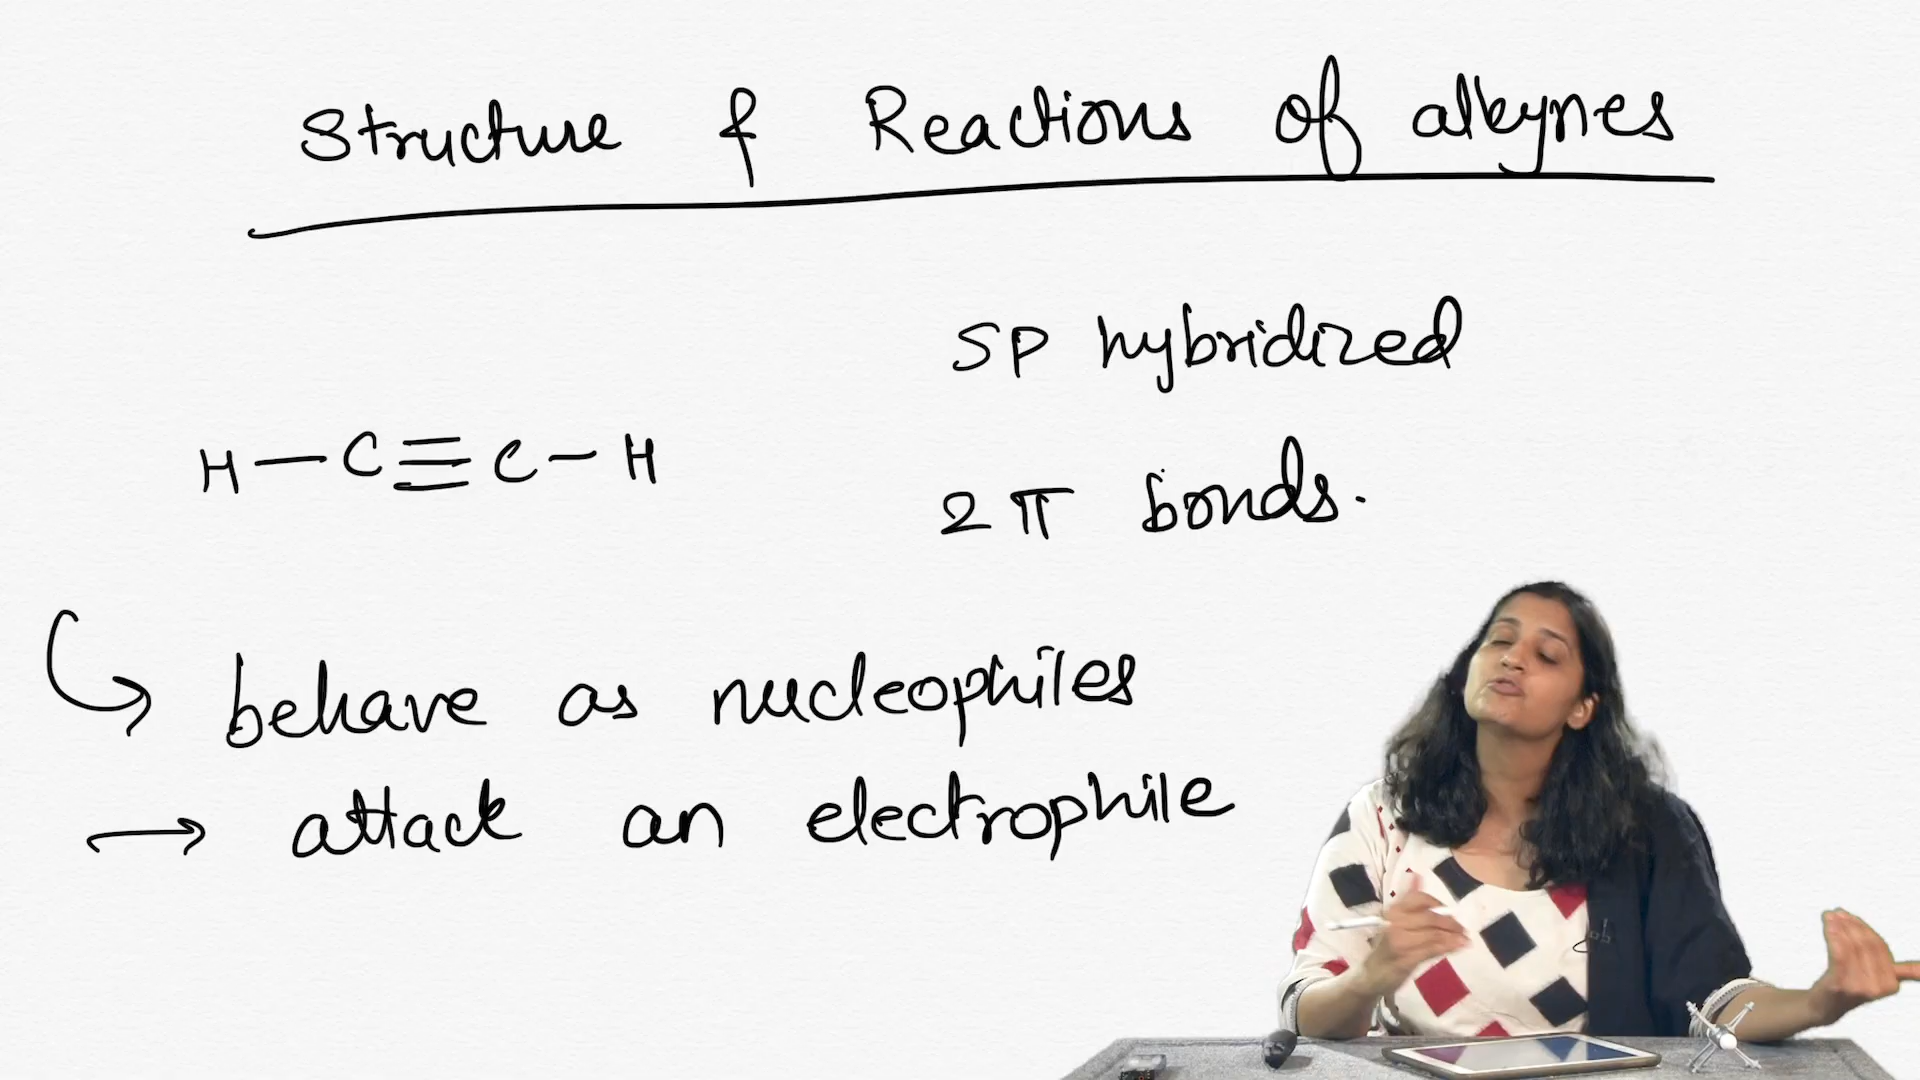 Structure & Reactions of alkynes
SP hybridized
H—C≡C—H
2 π bonds.
behave as nucleophiles
→ attack an electrophile